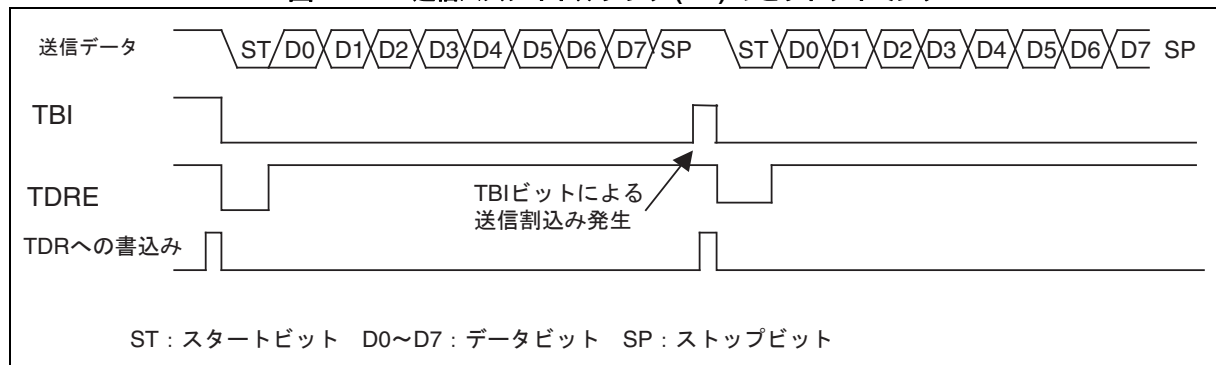 送信データ ST D0 D1 D2 D3 D4 D5 D6 D7 SP ST D0 D1 D2 D3 D4 D5 D6 D7 SP
TBI
TDRE
TBIビットによる
送信割込み発生
TDRへの書込み
ST：スタートビット D0〜D7：データビット SP：ストップビット